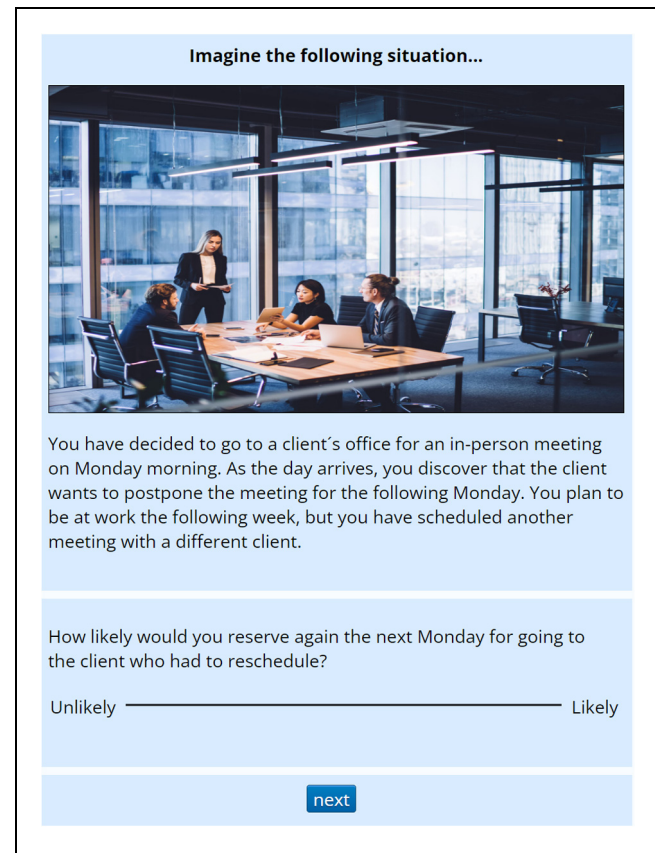 Imagine the following situation...
You have decided to go to a client´s office for an in-person meeting
on Monday morning. As the day arrives, you discover that the client
wants to postpone the meeting for the following Monday. You plan to
be at work the following week, but you have scheduled another
meeting with a different client.
How likely would you reserve again the next Monday for going to
the client who had to reschedule?
Unlikely Likely
next